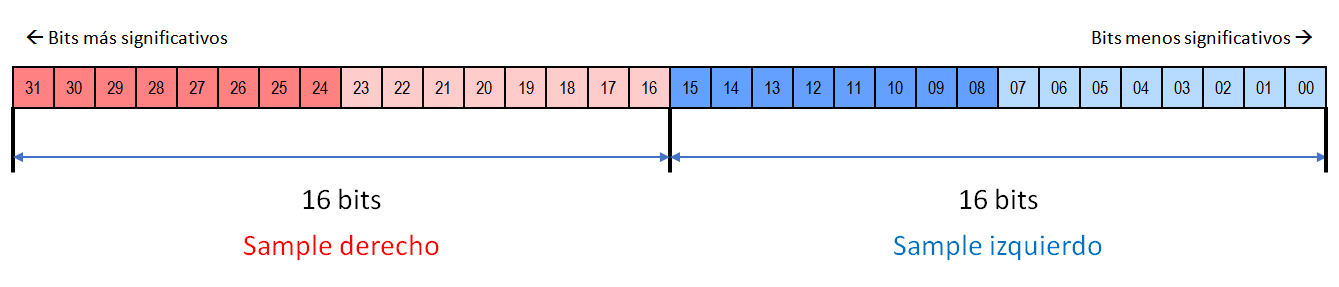 ← Bits más significativos Bits menos significativos →
31 30 29 28 27 26 25 24 23 22 21 20 19 18 17 16 15 14 13 12 11 10 09 08 07 06 05 04 03 02 01 00
16 bits 16 bits
Sample derecho Sample izquierdo